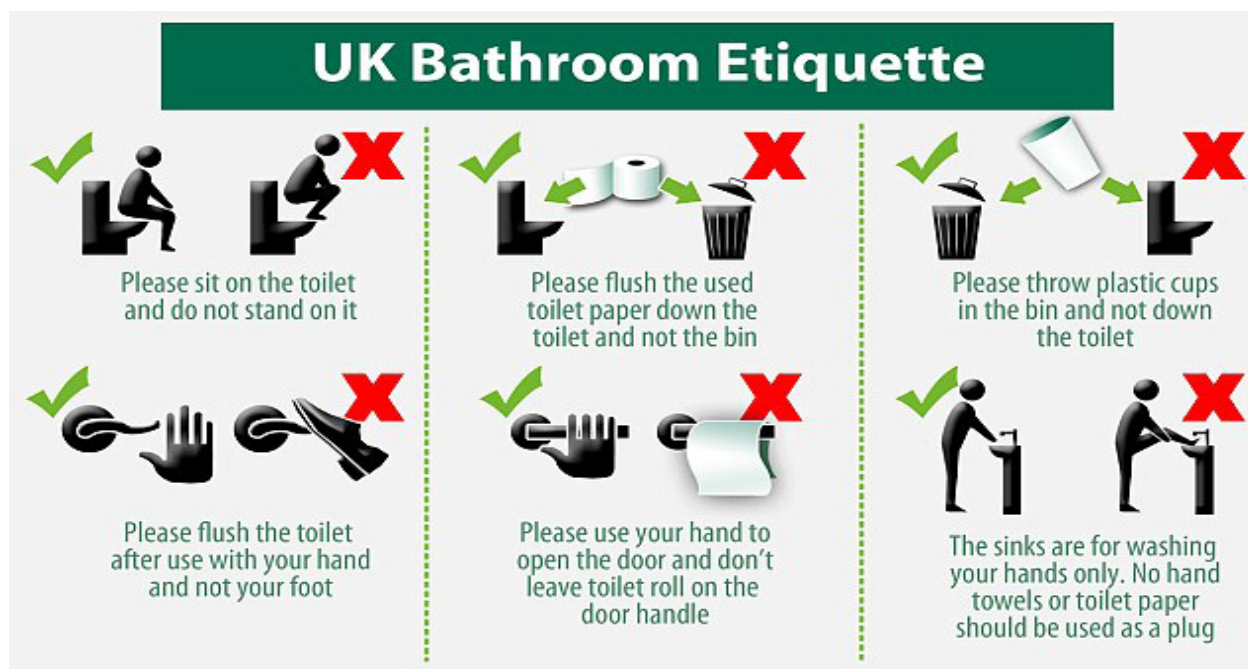 UK Bathroom Etiquette
Please sit on the toilet
and do not stand on it
Please flush the used
toilet paper down the
toilet and not the bin
Please throw plastic cups
in the bin and not down
the toilet
Please flush the toilet
after use with your hand
and not your foot
Please use your hand to
open the door and don't
leave toilet roll on the
door handle
The sinks are for washing
your hands only. No hand
towels or toilet paper
should be used as a plug